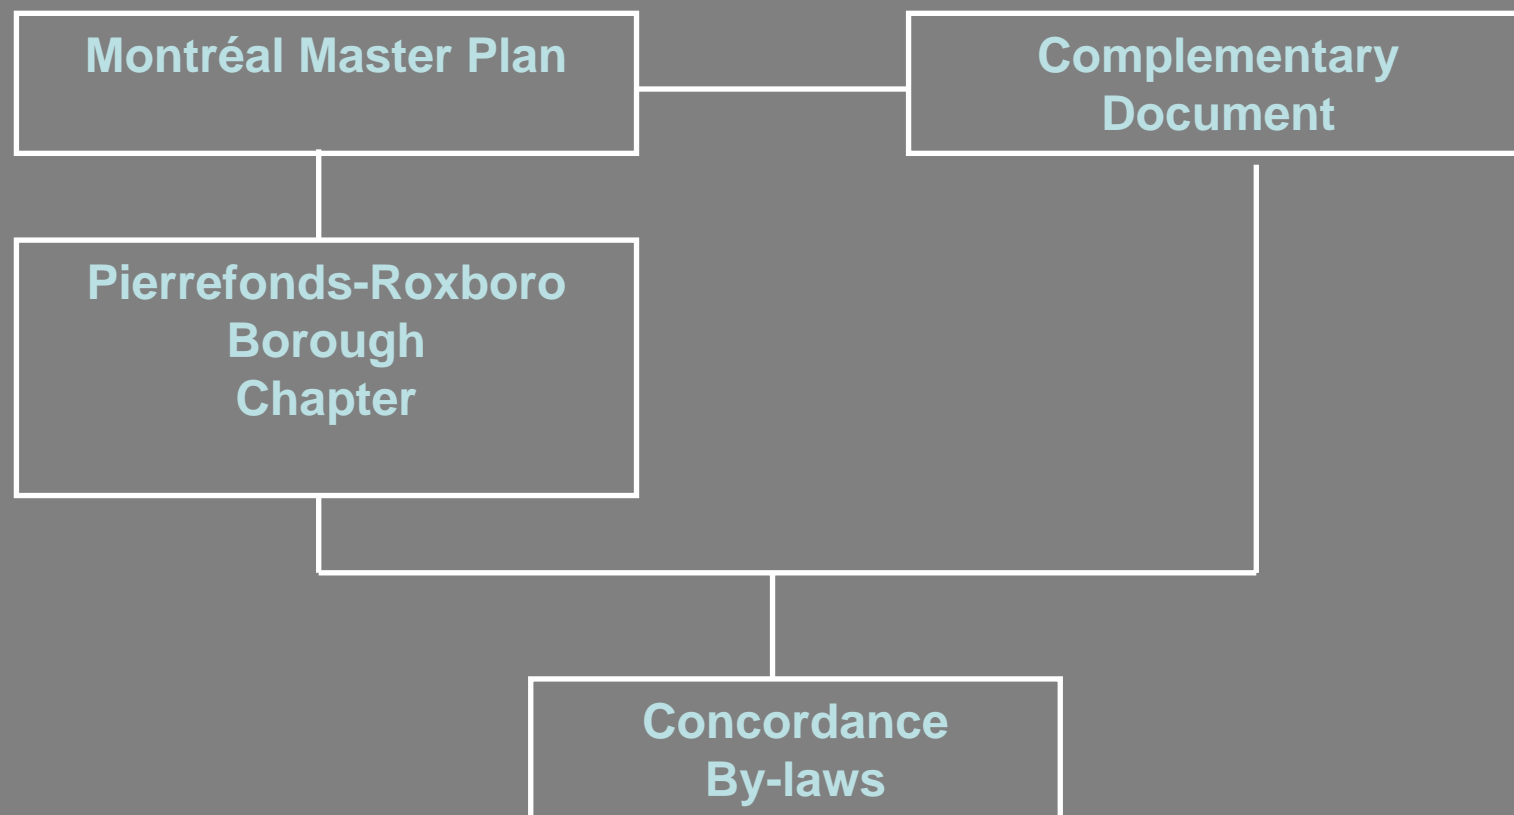 Montréal Master Plan
Complementary
Document
Pierrefonds-Roxboro
Borough
Chapter
Concordance
By-laws